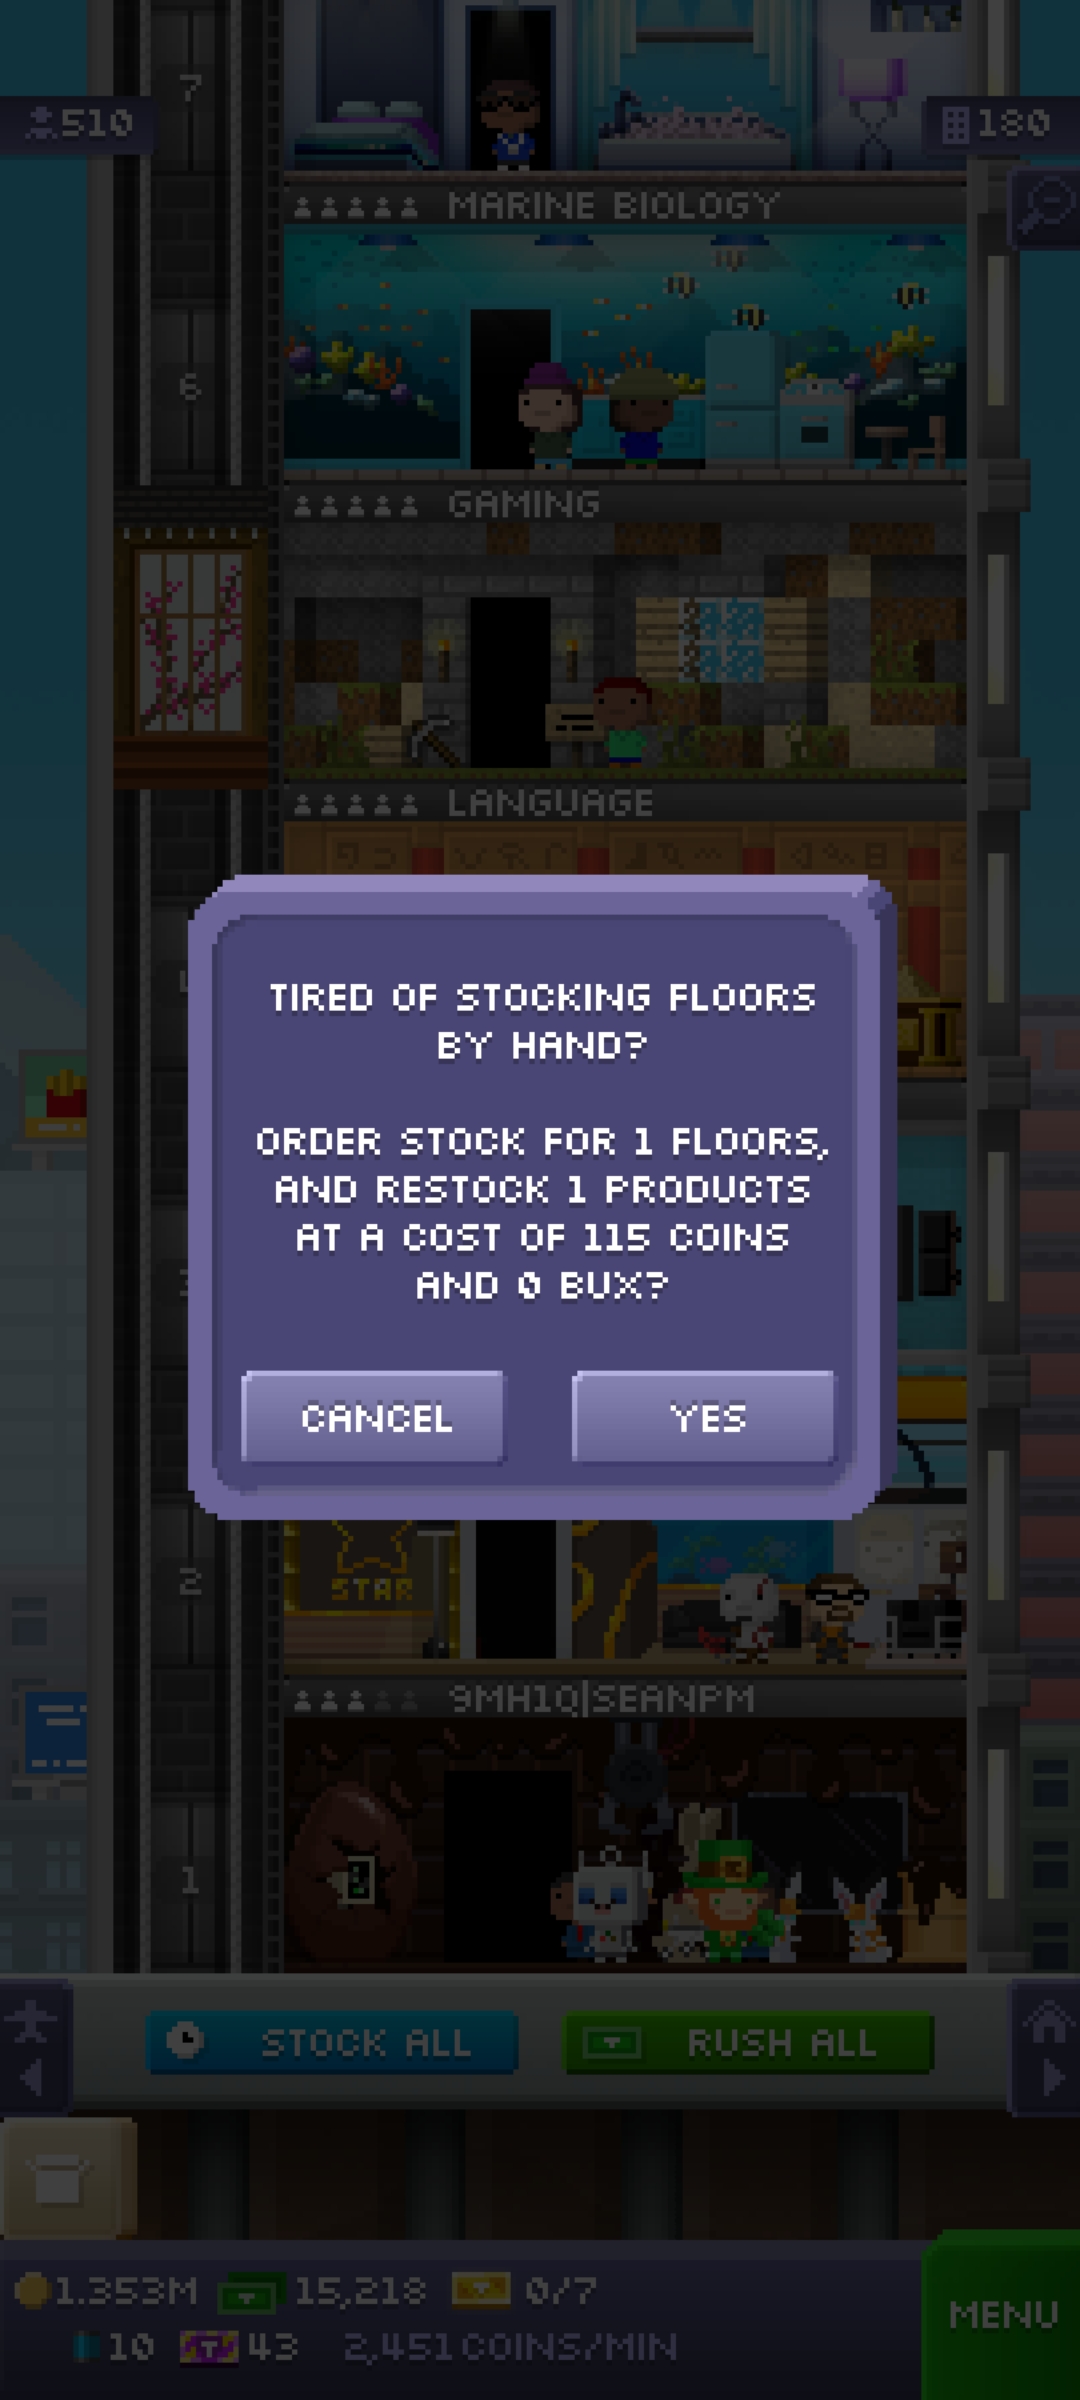 7
510
180
MARINE BIOLOGY
6
GAMING
LANGUAGE
TIRED OF STOCKING FLOORS
BY HAND?
ORDER STOCK FOR 1 FLOORS,
AND RESTOCK 1 PRODUCTS
AT A COST OF 115 COINS
AND 0 BUX?
CANCEL
YES
2
STAR
9MH1Q|SEANPM
1
STOCK ALL
RUSH ALL
1.353M 15,218 0/7
10 43 2,451 COINS/MIN
MENU